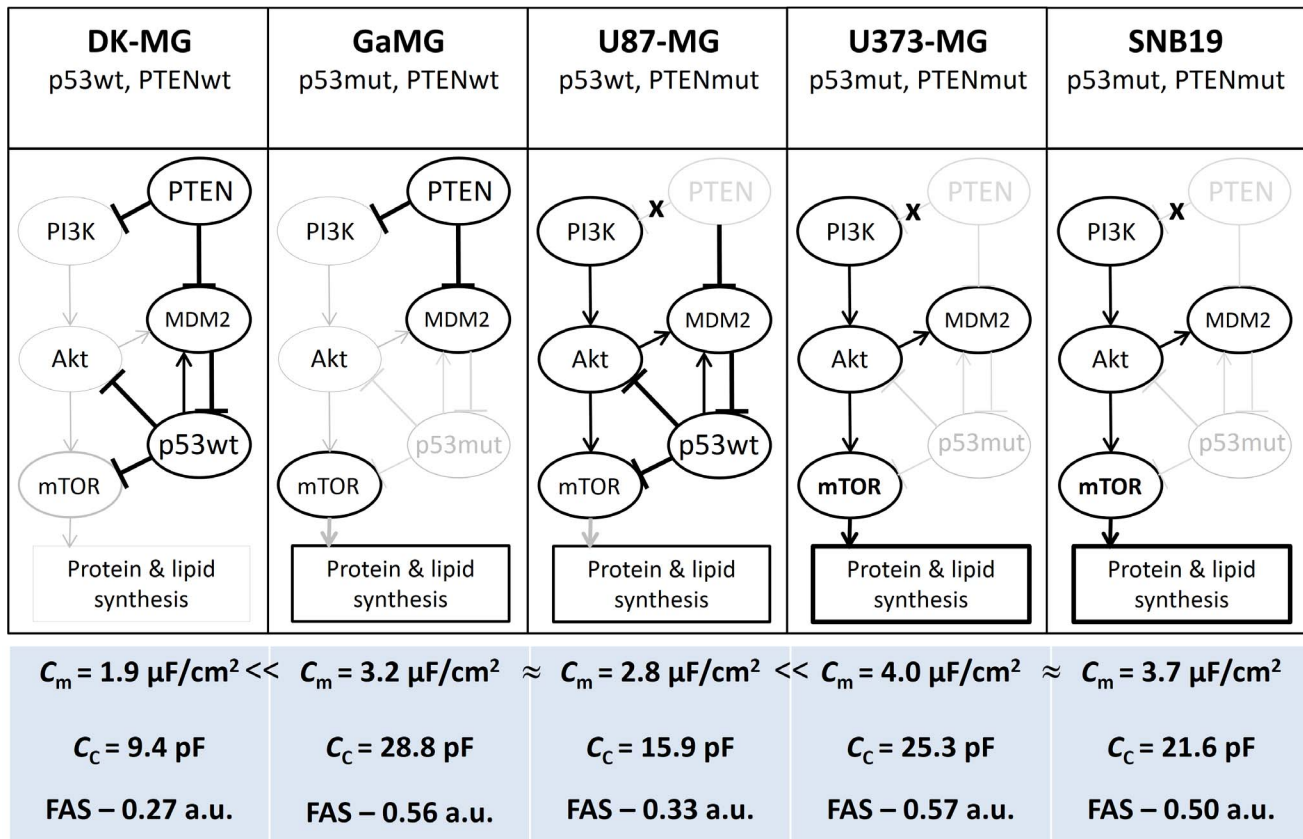 DK-MG
p53wt, PTENwt
GaMG
p53mut, PTENwt
U87-MG
p53wt, PTENmut
U373-MG
p53mut, PTENmut
SNB19
p53mut, PTENmut
PTEN
PI3K
MDM2
Akt
p53wt
mTOR
Protein & lipid
synthesis
PTEN
PI3K
MDM2
Akt
p53mut
mTOR
Protein & lipid
synthesis
PTEN
X
PI3K
MDM2
Akt
p53wt
mTOR
Protein & lipid
synthesis
PTEN
X
PI3K
MDM2
Akt
p53mut
mTOR
Protein & lipid
synthesis
PTEN
X
PI3K
MDM2
Akt
p53mut
mTOR
Protein & lipid
synthesis
Cm = 1.9 µF/cm² << Cm = 3.2 µF/cm² ≈ Cm = 2.8 µF/cm² << Cm = 4.0 µF/cm² ≈ Cm = 3.7 µF/cm²
CC = 9.4 pF CC = 28.8 pF CC = 15.9 pF CC = 25.3 pF CC = 21.6 pF
FAS – 0.27 a.u. FAS – 0.56 a.u. FAS – 0.33 a.u. FAS – 0.57 a.u. FAS – 0.50 a.u.